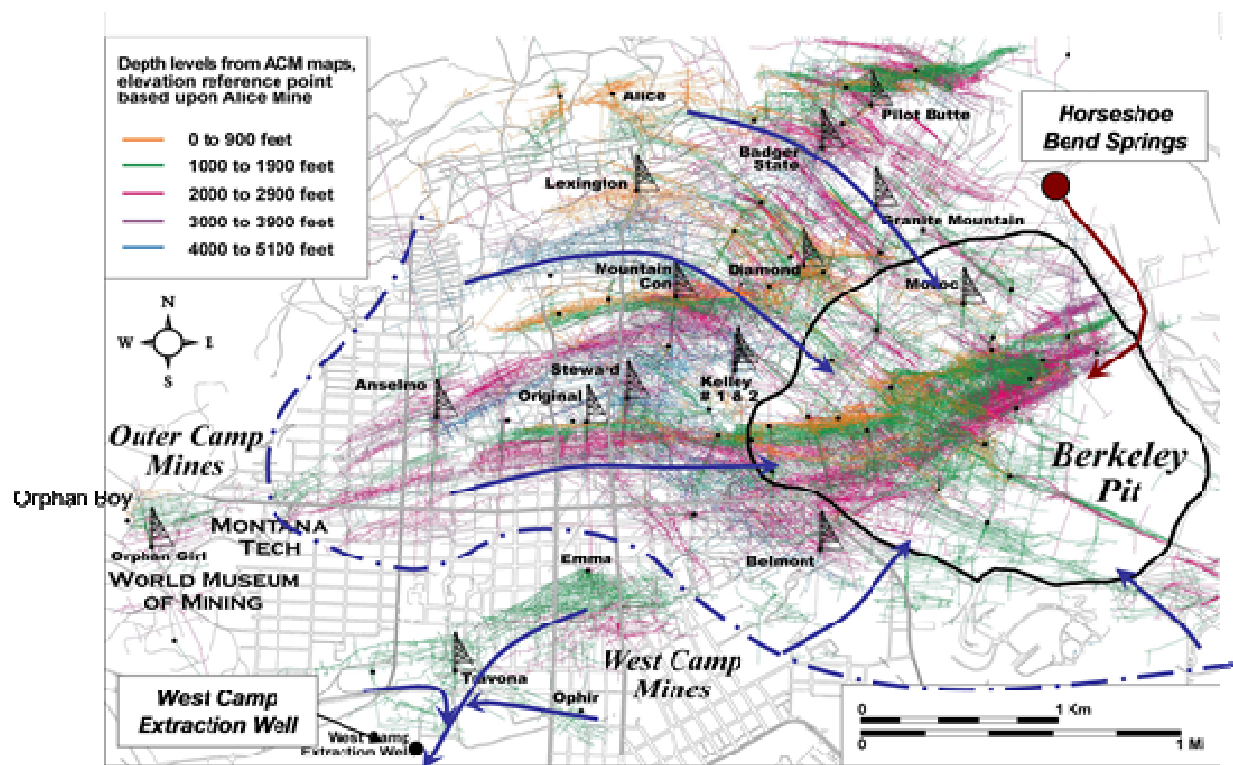 Depth levels from ACM maps,
elevation reference point
based upon Alice Mine
0 to 900 feet
1000 to 1900 feet
2000 to 2900 feet
3000 to 3900 feet
4000 to 5100 feet
N
W
E
S
Alice
Pilot Butte
Horseshoe
Bend Springs
Badger
State
Lexington
Granite Mountain
Mountain
Con
Diamond
Anselmo
Original
Kelley
# 1 & 2
Outer Camp
Mines
Berkeley
Pit
Orphan Boy
MONTANA
TECH
Orphan Girl
WORLD MUSEUM
OF MINING
Emma
Belmont
West Camp
Mines
Travona
Ophir
West Camp
Extraction Well
West Camp
Extraction Well
0
1 Km
0
1 Mi